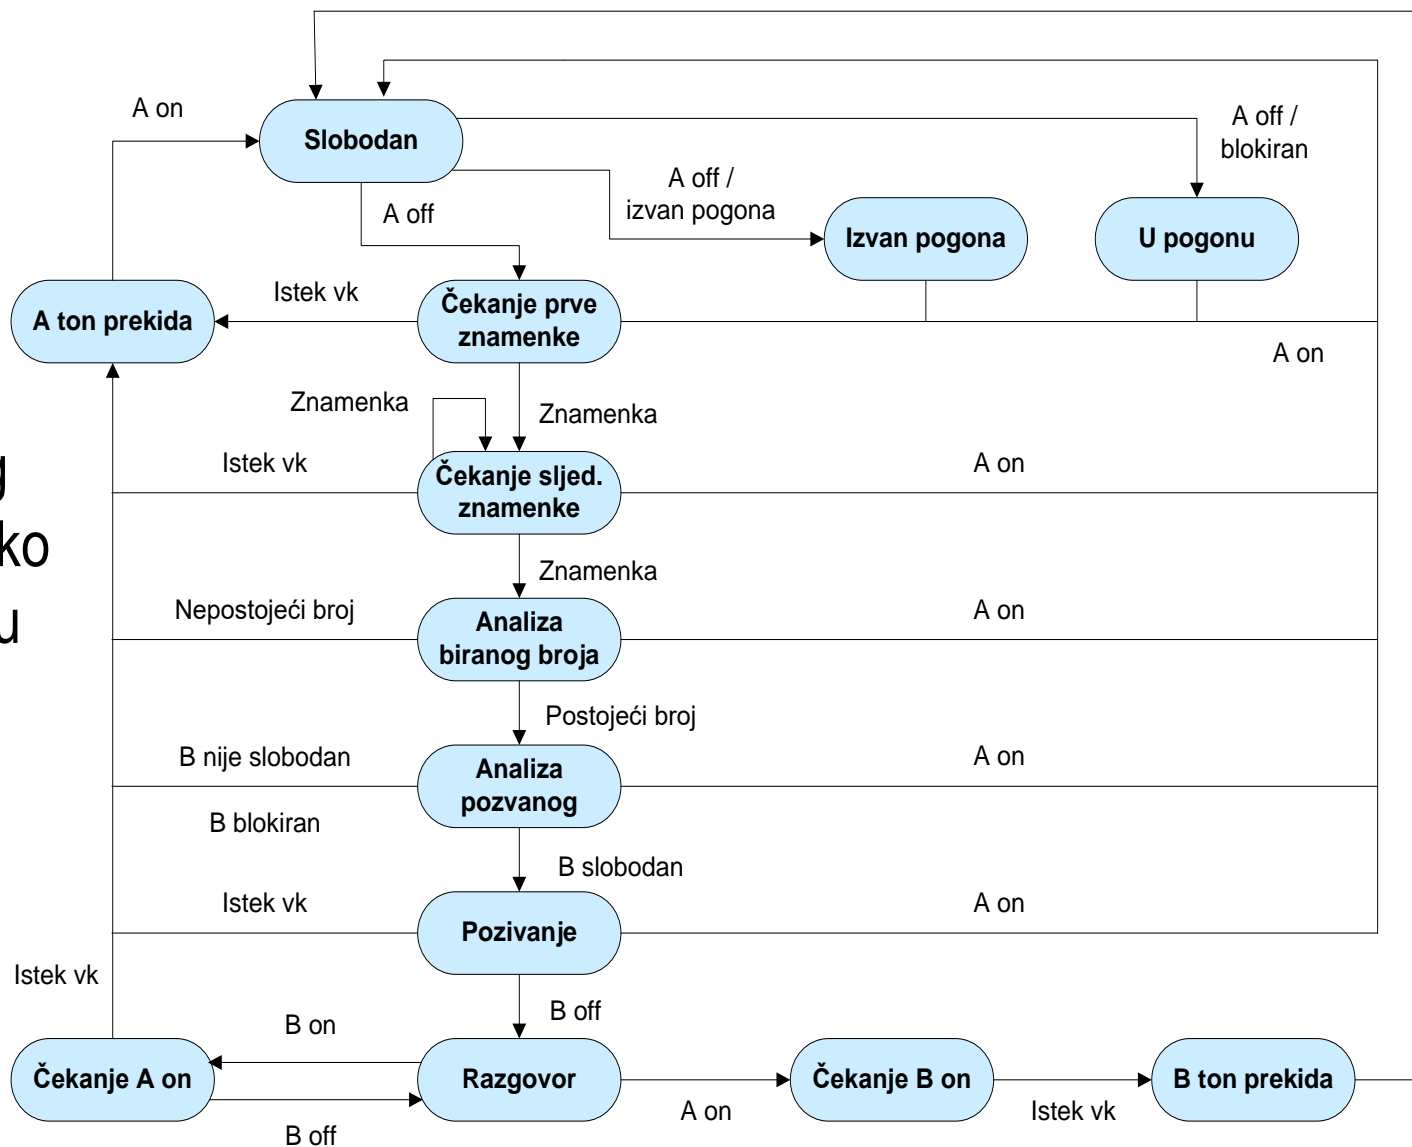 A on
Slobodan
A off /
blokiran
A off /
izvan pogona
A off
Izvan pogona
U pogonu
Istek vk
Čekanje prve
znamenke
A ton prekida
A on
Znamenka
Znamenka
Istek vk
Čekanje sljed.
znamenke
A on
g
ko
Znamenka
u
Nepostojeći broj
Analiza
biranog broja
A on
Postojeći broj
B nije slobodan
Analiza
pozvanog
A on
B blokiran
B slobodan
Istek vk
Pozivanje
A on
Istek vk
B off
B on
Čekanje A on
Razgovor
Čekanje B on
B ton prekida
A on
Istek vk
B off